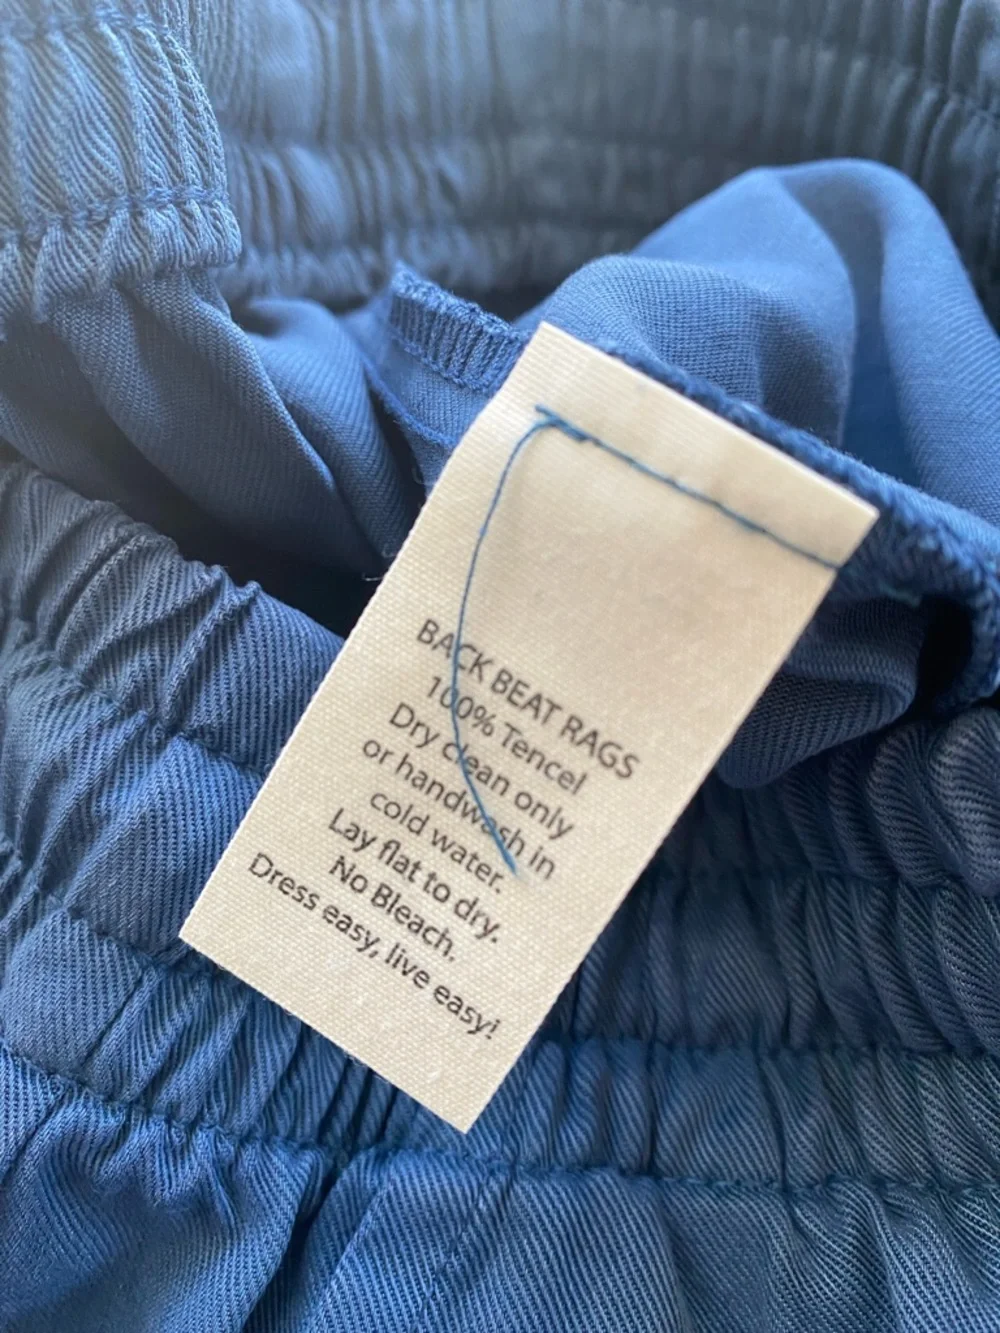 BACK BEAT RAGS
100% Tencel
Dry clean only
or handwash in
cold water.
Lay flat to dry.
No Bleach.
Dress easy, live easy!